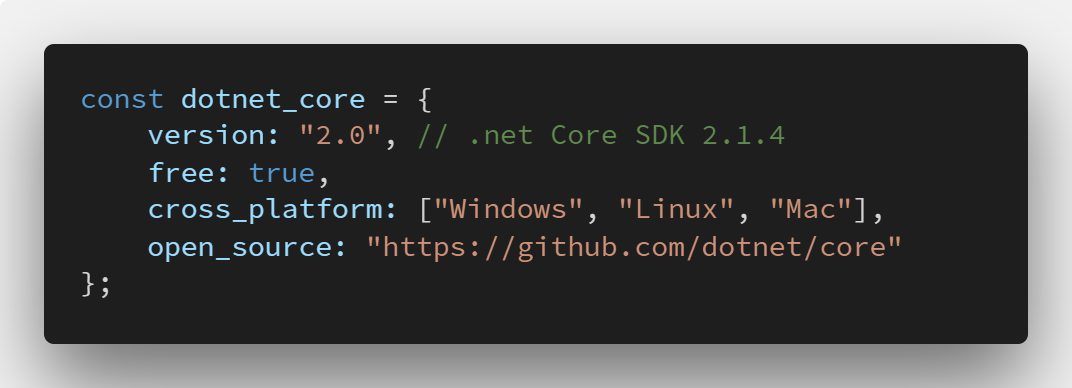 const dotnet_core = {
    version: "2.0", // .net Core SDK 2.1.4
    free: true,
    cross_platform: ["Windows", "Linux", "Mac"],
    open_source: "https://github.com/dotnet/core"
};